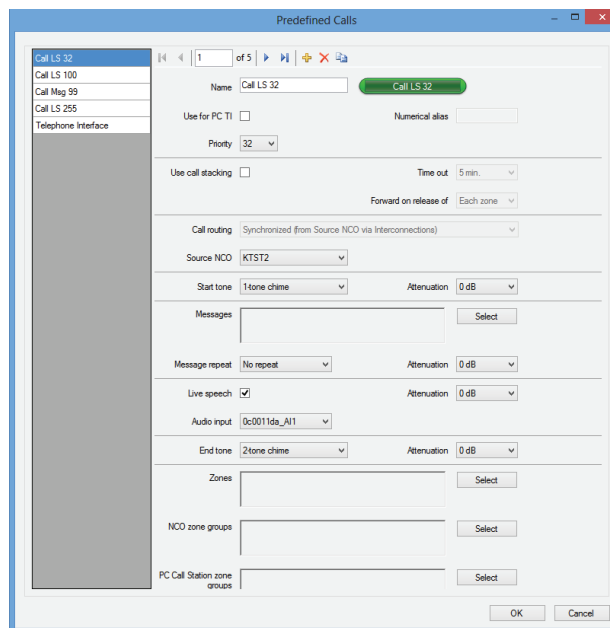 Predefined Calls
Call LS 32
Call LS 100
Call Msg 99
Call LS 255
Telephone Interface
1 of 5
Name Call LS 32 Call LS 32
Use for PC TI Numerical alias
Priority 32
Use call stacking Time out 5 min.
Forward on release of Each zone
Call routing Synchronized (from Source NCO via Interconnections)
Source NCO KTST2
Start tone 1-tone chime Attenuation 0 dB
Messages Select
Message repeat No repeat Attenuation 0 dB
Live speech Attenuation 0 dB
Audio input 0c0011da_AI1
End tone 2-tone chime Attenuation 0 dB
Zones Select
NCO zone groups Select
PC Call Station zone groups Select
OK Cancel